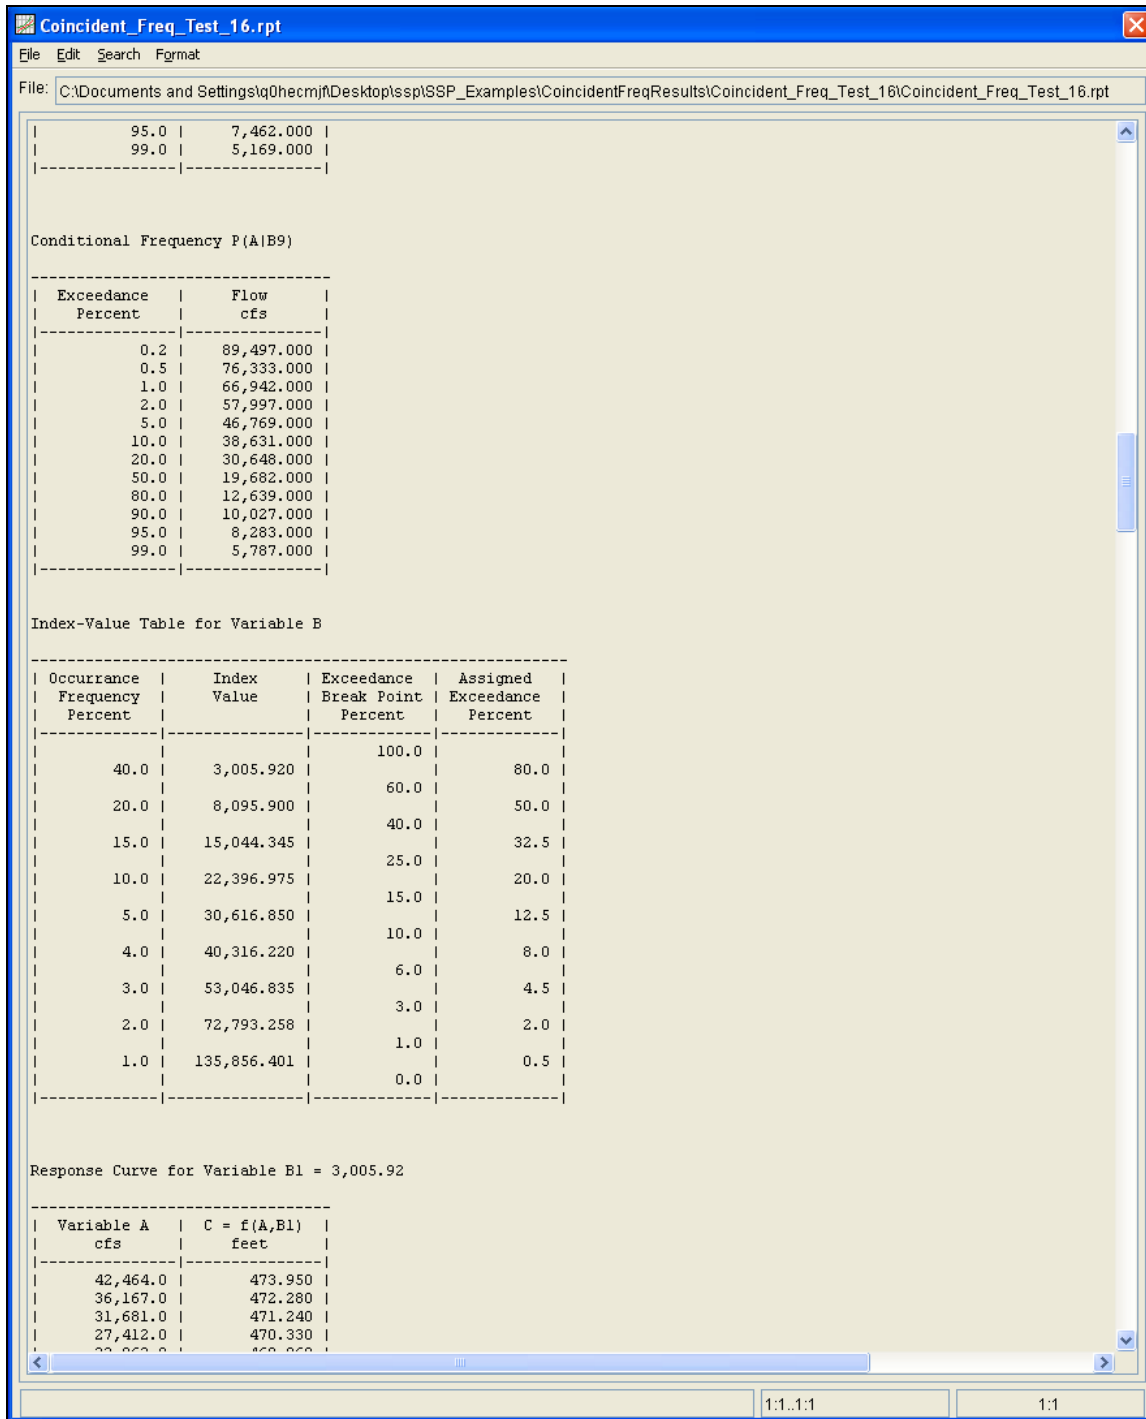 Coincident_Freq_Test_16.rpt
File Edit Search Format
File: C:\Documents and Settings\q0hecmjf\Desktop\ssp\SSP_Examples\CoincidentFreqResults\Coincident_Freq_Test_16\Coincident_Freq_Test_16.rpt
| 95.0 | 7,462.000 |
| 99.0 | 5,169.000 |
|---------------|---------------|
Conditional Frequency P(A|B9)
---------------------------------
| Exceedance | Flow |
| Percent | cfs |
|---------------|---------------|
| 0.2 | 89,497.000 |
| 0.5 | 76,333.000 |
| 1.0 | 66,942.000 |
| 2.0 | 57,997.000 |
| 5.0 | 46,769.000 |
| 10.0 | 38,631.000 |
| 20.0 | 30,648.000 |
| 50.0 | 19,682.000 |
| 80.0 | 12,639.000 |
| 90.0 | 10,027.000 |
| 95.0 | 8,283.000 |
| 99.0 | 5,787.000 |
|---------------|---------------|
Index-Value Table for Variable B
-----------------------------------------------------------
| Occurrance | Index | Exceedance | Assigned |
| Frequency | Value | Break Point | Exceedance |
| Percent | | Percent | Percent |
|-------------|---------------|-------------|-------------|
| | | 100.0 | |
| 40.0 | 3,005.920 | | 80.0 |
| | | 60.0 | |
| 20.0 | 8,095.900 | | 50.0 |
| | | 40.0 | |
| 15.0 | 15,044.345 | | 32.5 |
| | | 25.0 | |
| 10.0 | 22,396.975 | | 20.0 |
| | | 15.0 | |
| 5.0 | 30,616.850 | | 12.5 |
| | | 10.0 | |
| 4.0 | 40,316.220 | | 8.0 |
| | | 6.0 | |
| 3.0 | 53,046.835 | | 4.5 |
| | | 3.0 | |
| 2.0 | 72,793.258 | | 2.0 |
| | | 1.0 | |
| 1.0 | 135,856.401 | | 0.5 |
| | | 0.0 | |
|-------------|---------------|-------------|-------------|
Response Curve for Variable B1 = 3,005.92
---------------------------------
| Variable A | C = f(A,B1) |
| cfs | feet |
|---------------|---------------|
| 42,464.0 | 473.950 |
| 36,167.0 | 472.280 |
| 31,681.0 | 471.240 |
| 27,412.0 | 470.330 |
1:1..1:1 1:1